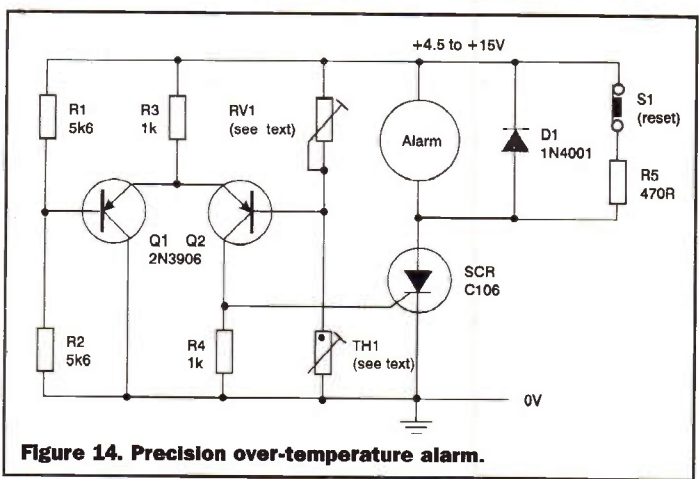 +4.5 to +15V
R1
5k6
R3
1k
RV1
(see text)
Alarm
D1
1N4001
S1
(reset)
R5
470R
Q1 Q2
2N3906
SCR
C106
R2
5k6
R4
1k
TH1
(see text)
0V
Figure 14. Precision over-temperature alarm.